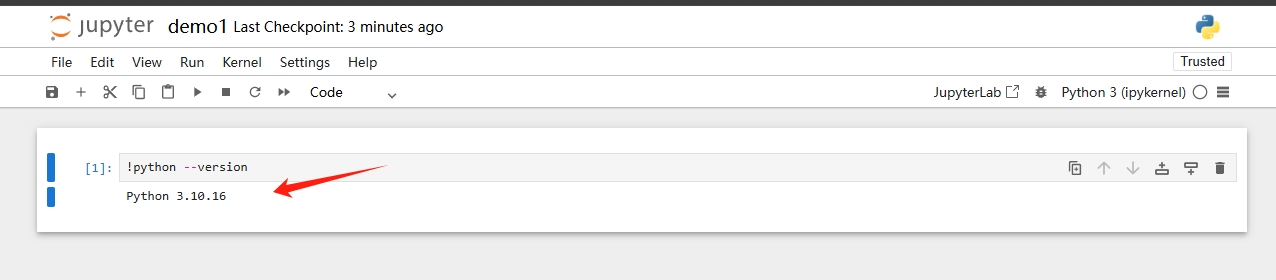 jupyter demo1 Last Checkpoint: 3 minutes ago
File Edit View Run Kernel Settings Help Trusted
Code JupyterLab Python 3 (ipykernel)
[1]: !python --version
Python 3.10.16